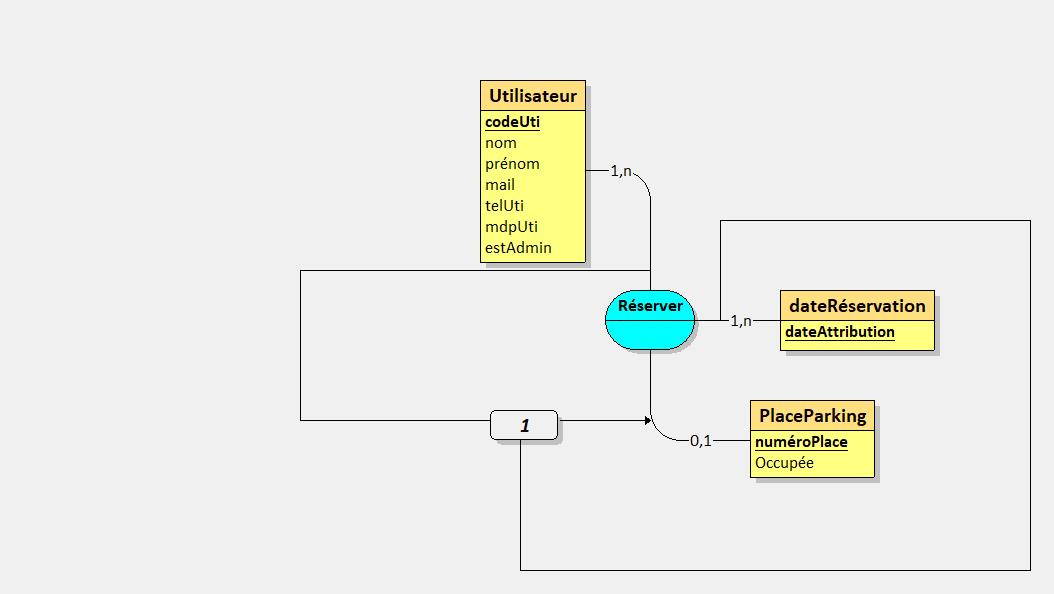 Utilisateur
codeUti
nom
prénom
mail
telUti
mdpUti
estAdmin
1,n
Réserver
1,n
dateRéservation
dateAttribution
1
0,1
PlaceParking
numéroPlace
Occupée